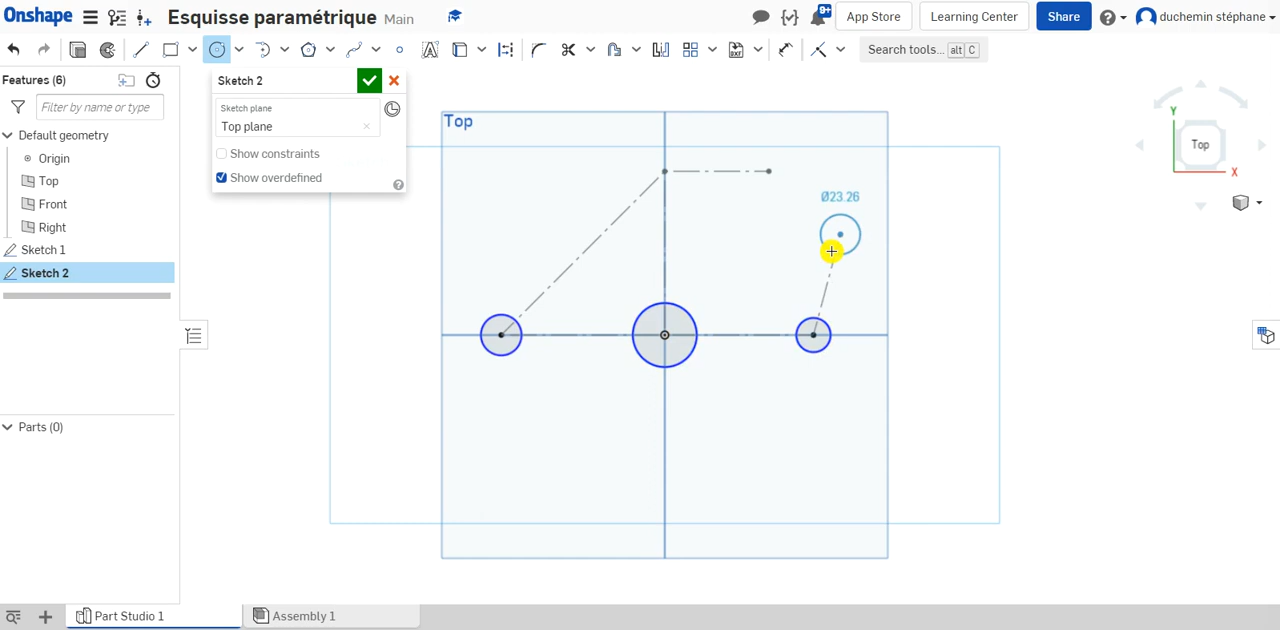 Onshape Esquisse paramétrique Main 9+ App Store Learning Center Share duchemin stéphane
Search tools... alt C
Features (6)
Filter by name or type
Default geometry
Origin
Top
Front
Right
Sketch 1
Sketch 2
Parts (0)
Sketch 2
Sketch plane
Top plane
Show constraints
Show overdefined
Top
Ø23.26
Y
Top
X
Part Studio 1
Assembly 1